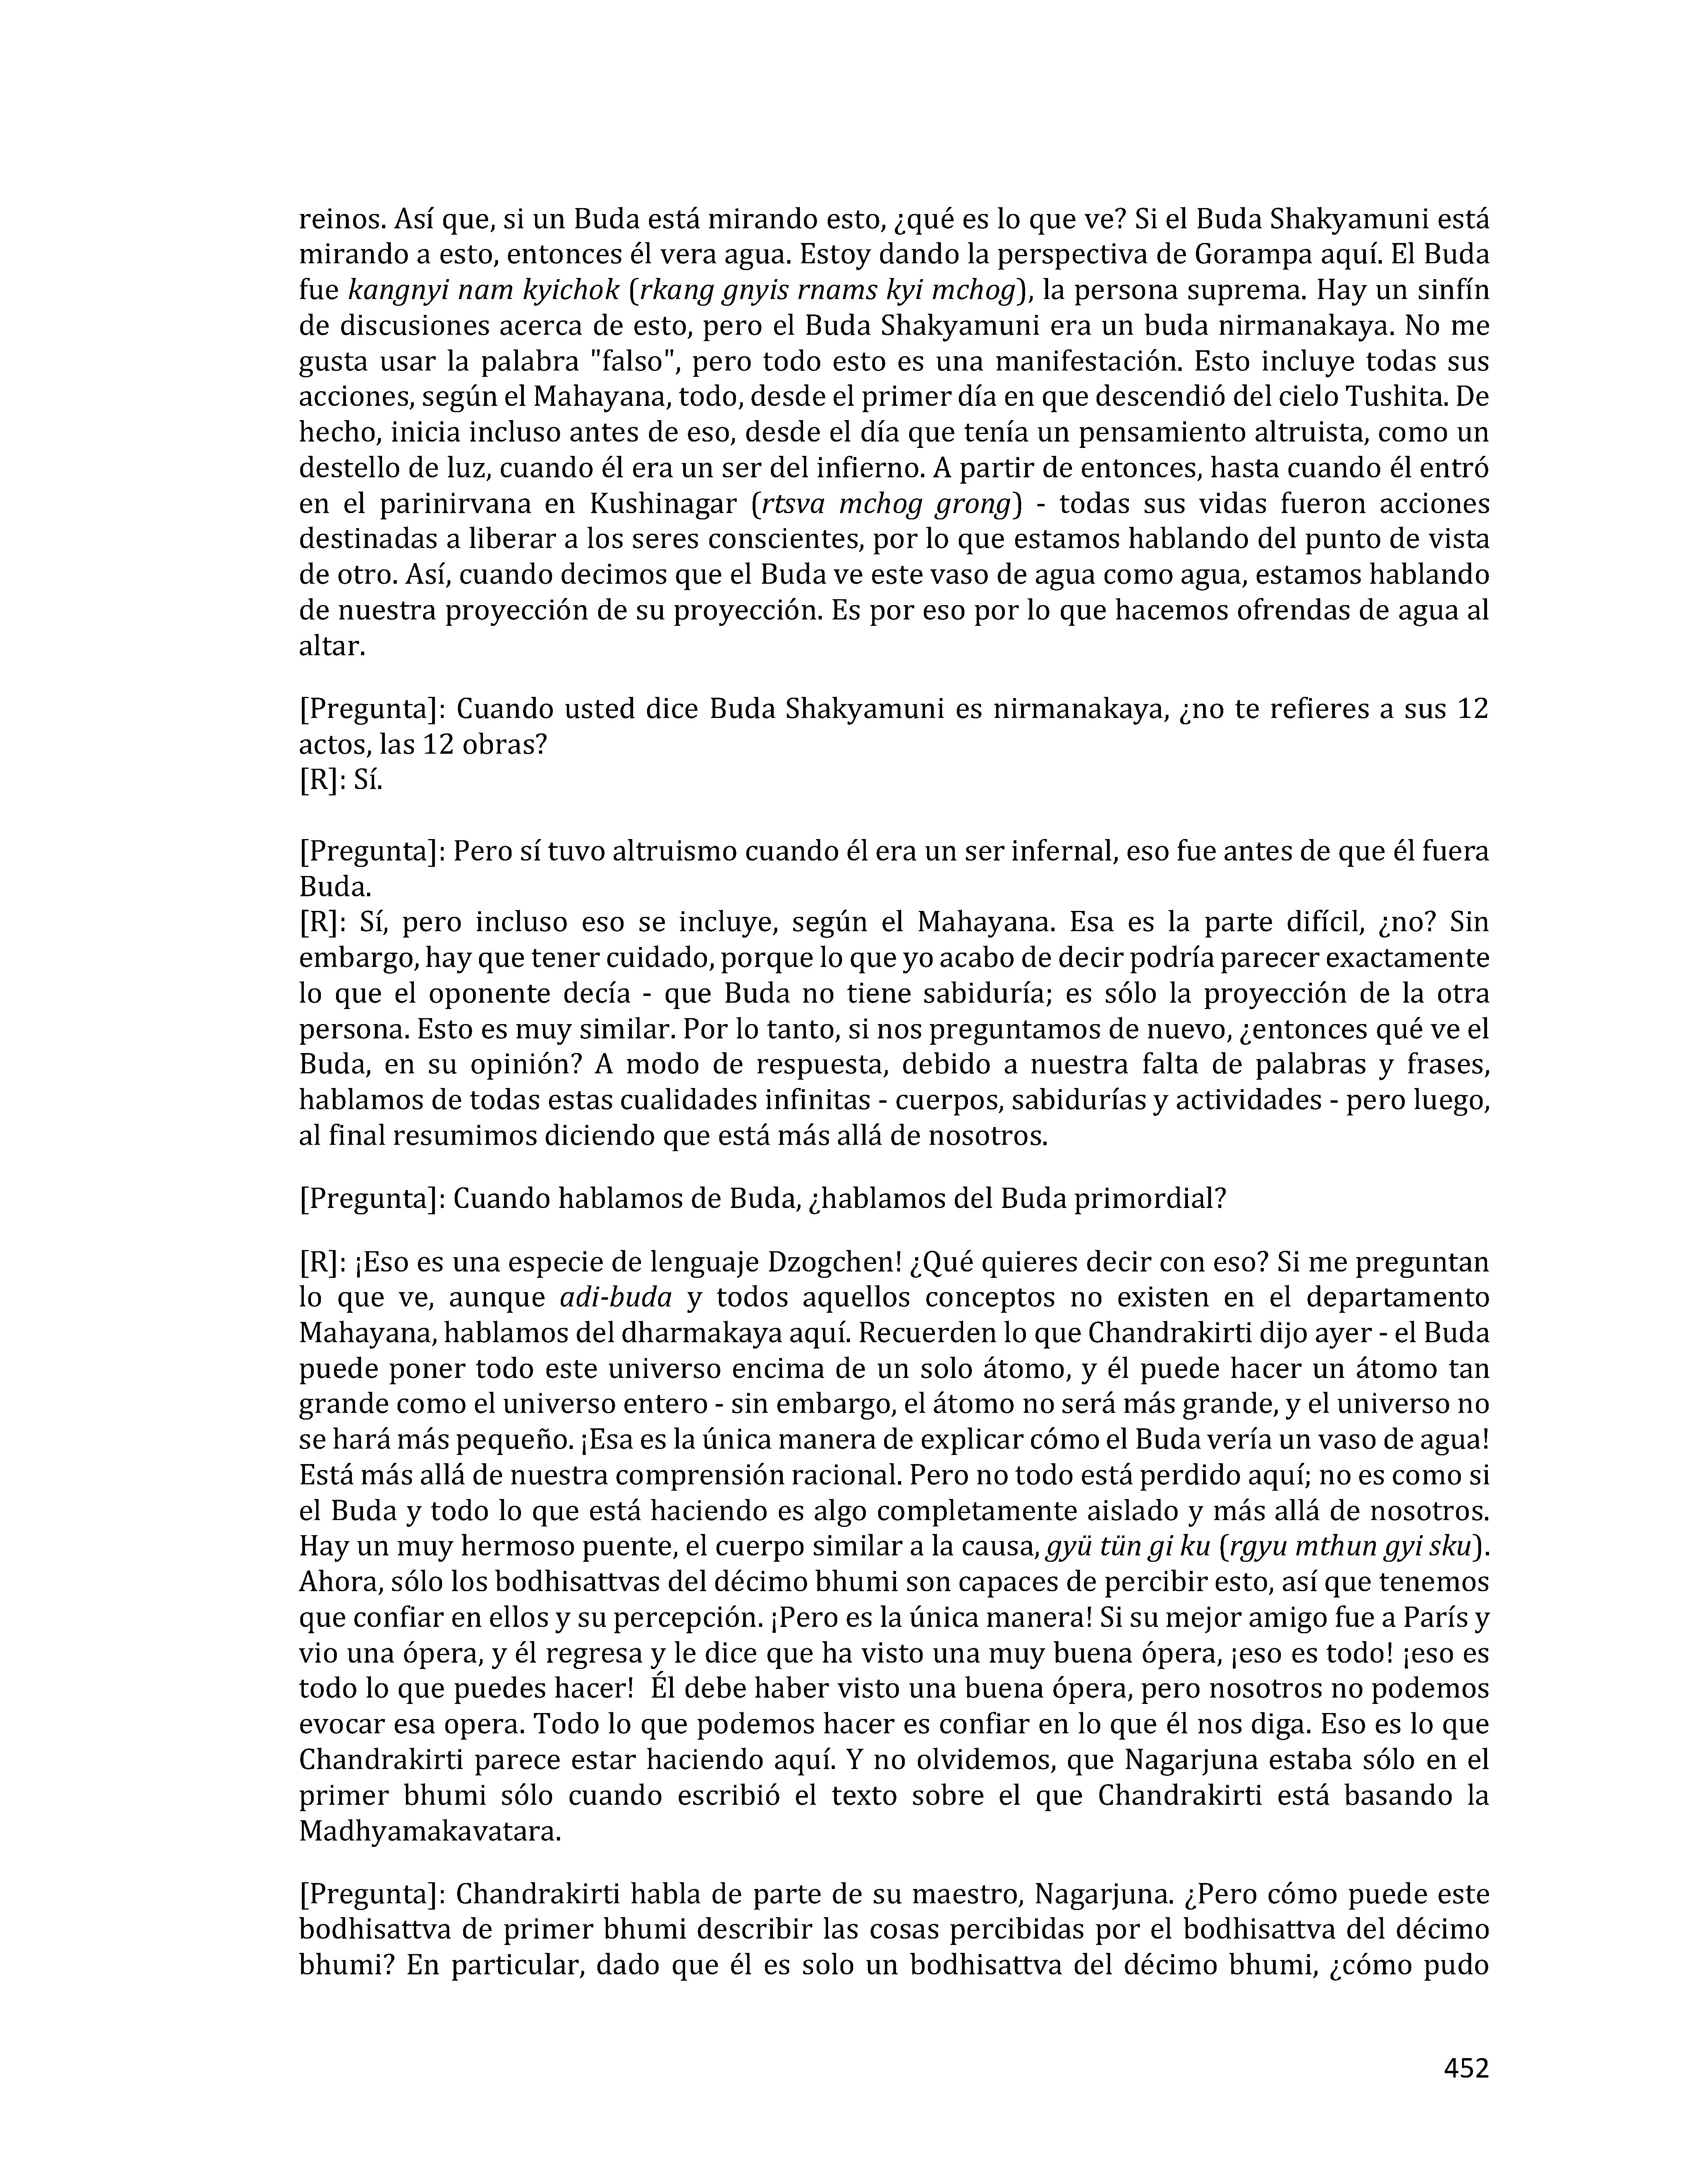 reinos. Así que, si un Buda está mirando esto, ¿qué es lo que ve? Si el Buda Shakyamuni está
mirando a esto, entonces él vera agua. Estoy dando la perspectiva de Gorampa aquí. El Buda
fue kangnyi nam kyichok (rkang gnyis rnams kyi mchog), la persona suprema. Hay un sinfín
de discusiones acerca de esto, pero el Buda Shakyamuni era un buda nirmanakaya. No me
gusta usar la palabra "falso", pero todo esto es una manifestación. Esto incluye todas sus
acciones, según el Mahayana, todo, desde el primer día en que descendió del cielo Tushita. De
hecho, inicia incluso antes de eso, desde el día que tenía un pensamiento altruista, como un
destello de luz, cuando él era un ser del infierno. A partir de entonces, hasta cuando él entró
en el parinirvana en Kushinagar (rtsva mchog grong) - todas sus vidas fueron acciones
destinadas a liberar a los seres conscientes, por lo que estamos hablando del punto de vista
de otro. Así, cuando decimos que el Buda ve este vaso de agua como agua, estamos hablando
de nuestra proyección de su proyección. Es por eso por lo que hacemos ofrendas de agua al
altar.
[Pregunta]: Cuando usted dice Buda Shakyamuni es nirmanakaya, ¿no te refieres a sus 12
actos, las 12 obras?
[R]: Sí.
[Pregunta]: Pero sí tuvo altruismo cuando él era un ser infernal, eso fue antes de que él fuera
Buda.
[R]: Sí, pero incluso eso se incluye, según el Mahayana. Esa es la parte difícil, ¿no? Sin
embargo, hay que tener cuidado, porque lo que yo acabo de decir podría parecer exactamente
lo que el oponente decía - que Buda no tiene sabiduría; es sólo la proyección de la otra
persona. Esto es muy similar. Por lo tanto, si nos preguntamos de nuevo, ¿entonces qué ve el
Buda, en su opinión? A modo de respuesta, debido a nuestra falta de palabras y frases,
hablamos de todas estas cualidades infinitas - cuerpos, sabidurías y actividades - pero luego,
al final resumimos diciendo que está más allá de nosotros.
[Pregunta]: Cuando hablamos de Buda, ¿hablamos del Buda primordial?
[R]: ¡Eso es una especie de lenguaje Dzogchen! ¿Qué quieres decir con eso? Si me preguntan
lo que ve, aunque adi-buda y todos aquellos conceptos no existen en el departamento
Mahayana, hablamos del dharmakaya aquí. Recuerden lo que Chandrakirti dijo ayer - el Buda
puede poner todo este universo encima de un solo átomo, y él puede hacer un átomo tan
grande como el universo entero - sin embargo, el átomo no será más grande, y el universo no
se hará más pequeño. ¡Esa es la única manera de explicar cómo el Buda vería un vaso de agua!
Está más allá de nuestra comprensión racional. Pero no todo está perdido aquí; no es como si
el Buda y todo lo que está haciendo es algo completamente aislado y más allá de nosotros.
Hay un muy hermoso puente, el cuerpo similar a la causa, gyü tün gi ku (rgyu mthun gyi sku).
Ahora, sólo los bodhisattvas del décimo bhumi son capaces de percibir esto, así que tenemos
que confiar en ellos y su percepción. ¡Pero es la única manera! Si su mejor amigo fue a París y
vio una ópera, y él regresa y le dice que ha visto una muy buena ópera, ¡eso es todo! ¡eso es
todo lo que puedes hacer!  Él debe haber visto una buena ópera, pero nosotros no podemos
evocar esa opera. Todo lo que podemos hacer es confiar en lo que él nos diga. Eso es lo que
Chandrakirti parece estar haciendo aquí. Y no olvidemos, que Nagarjuna estaba sólo en el
primer bhumi sólo cuando escribió el texto sobre el que Chandrakirti está basando la
Madhyamakavatara.
[Pregunta]: Chandrakirti habla de parte de su maestro, Nagarjuna. ¿Pero cómo puede este
bodhisattva de primer bhumi describir las cosas percibidas por el bodhisattva del décimo
bhumi? En particular, dado que él es solo un bodhisattva del décimo bhumi, ¿cómo pudo
452